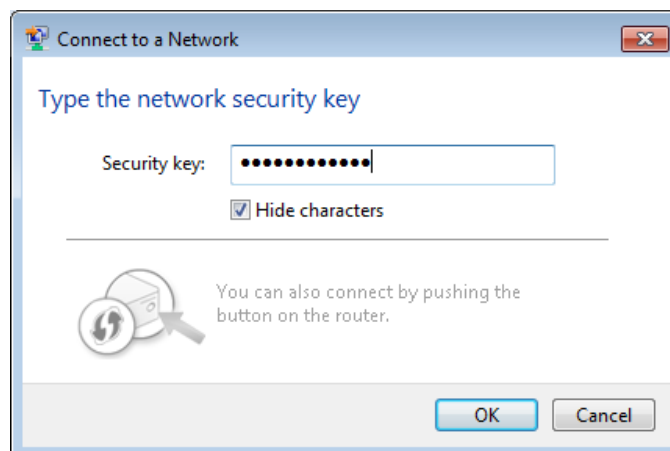 Connect to a Network
Type the network security key
Security key: ••••••••••••
Hide characters
You can also connect by pushing the
button on the router.
OK Cancel